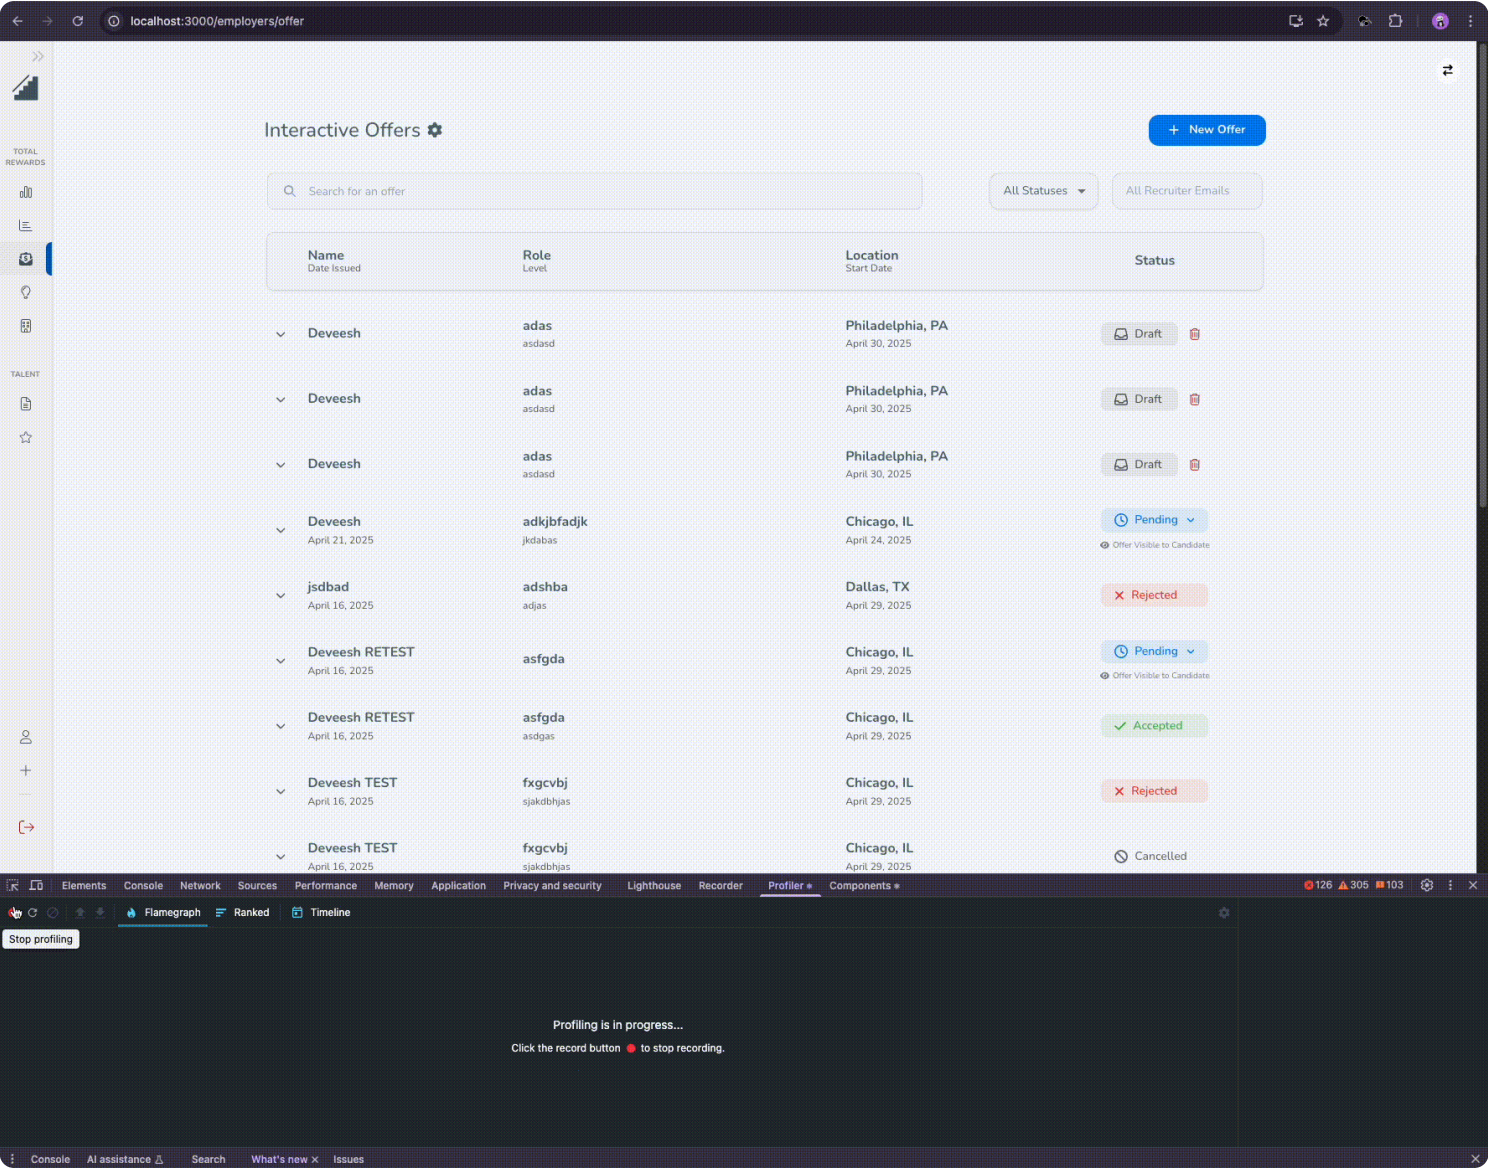 localhost:3000/employers/offer
Interactive Offers
+ New Offer
TOTAL
REWARDS
Search for an offer
All Statuses
All Recruiter Emails
Name
Date Issued
Role
Level
Location
Start Date
Status
Deveesh
adas
asdasd
Philadelphia, PA
April 30, 2025
Draft
Deveesh
adas
asdasd
Philadelphia, PA
April 30, 2025
Draft
TALENT
Deveesh
adas
asdasd
Philadelphia, PA
April 30, 2025
Draft
Deveesh
April 21, 2025
adkjbfadjk
jkdabas
Chicago, IL
April 24, 2025
Pending
Offer Visible to Candidate
jsdbad
April 16, 2025
adshba
adjas
Dallas, TX
April 29, 2025
Rejected
Deveesh RETEST
April 16, 2025
asfgda
Chicago, IL
April 29, 2025
Pending
Offer Visible to Candidate
Deveesh RETEST
April 16, 2025
asfgda
asdgas
Chicago, IL
April 29, 2025
Accepted
Deveesh TEST
April 16, 2025
fxgcvbj
sjakdbhjas
Chicago, IL
April 29, 2025
Rejected
Deveesh TEST
April 16, 2025
fxgcvbj
sjakdbhjas
Chicago, IL
April 29, 2025
Cancelled
Elements Console Network Sources Performance Memory Application Privacy and security Lighthouse Recorder Profiler Components 126 305 103
Flamegraph Ranked Timeline
Stop profiling
Profiling is in progress...
Click the record button to stop recording.
Console AI assistance Search What's new Issues